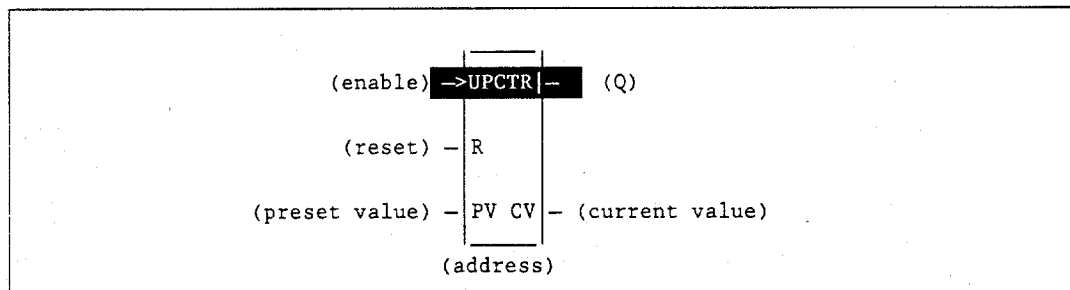 (enable) —>UPCTR|— (Q)
(reset) — R
(preset value) — PV CV — (current value)
(address)